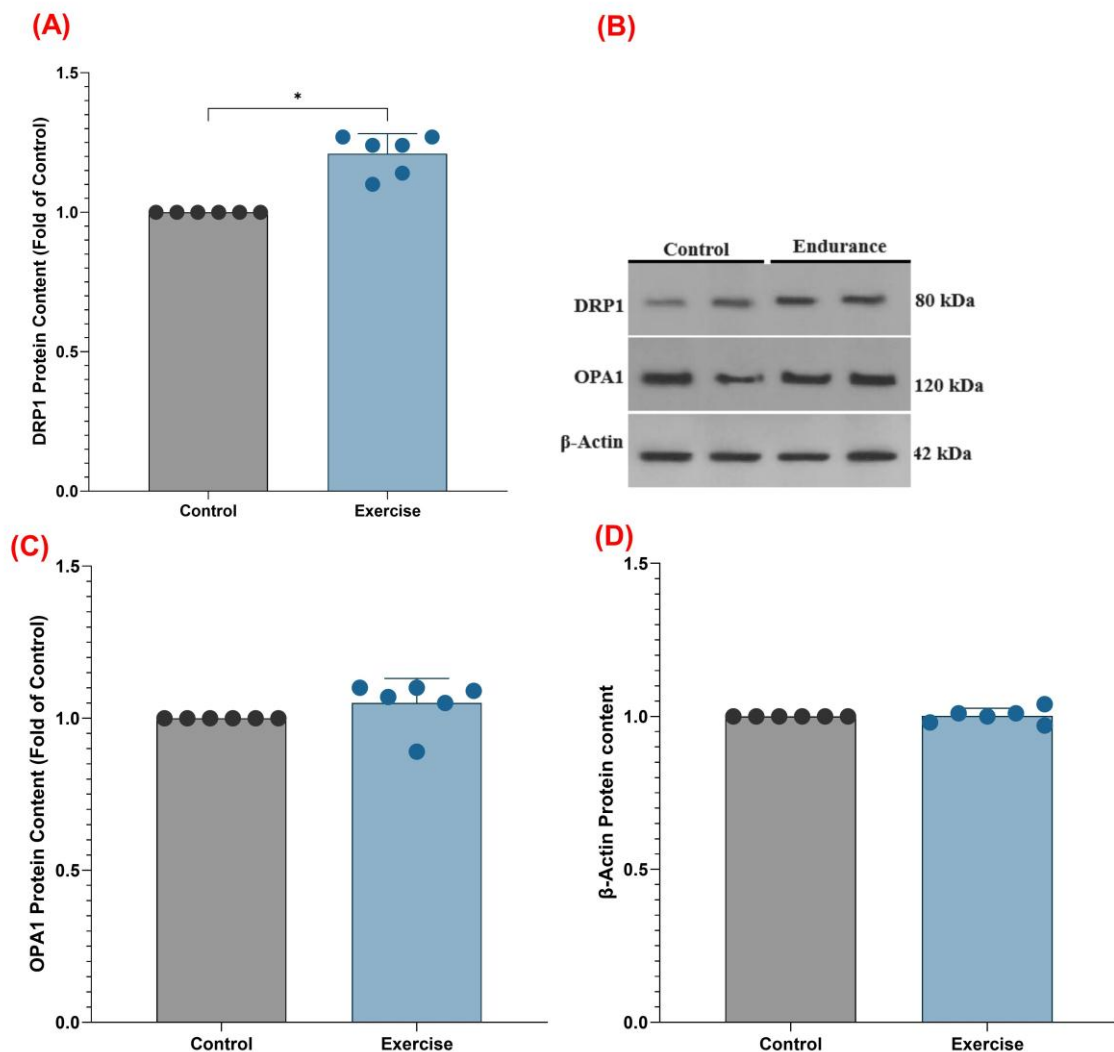 (A)
DRP1 Protein Content (Fold of Control)
1.5
1.0
0.5
0.0
*
Control
Exercise
(B)
Control
Endurance
DRP1
80 kDa
OPA1
120 kDa
β-Actin
42 kDa
(C)
OPA1 Protein Content (Fold of Control)
1.5
1.0
0.5
0.0
Control
Exercise
(D)
β-Actin Protein content
1.5
1.0
0.5
0.0
Control
Exercise